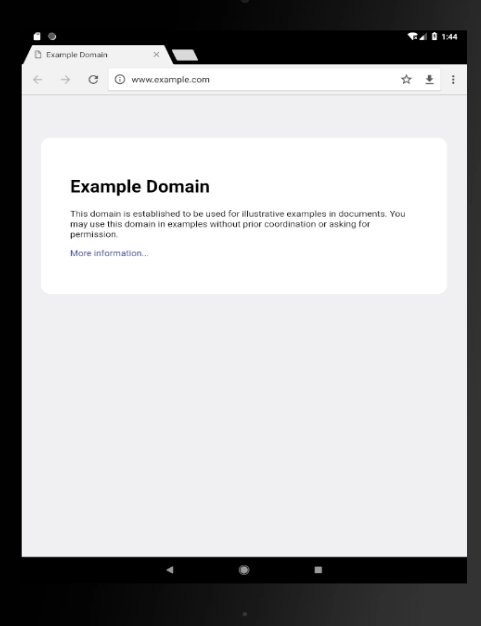 1:44
Example Domain
www.example.com
Example Domain
This domain is established to be used for illustrative examples in documents. You
may use this domain in examples without prior coordination or asking for
permission.
More information...